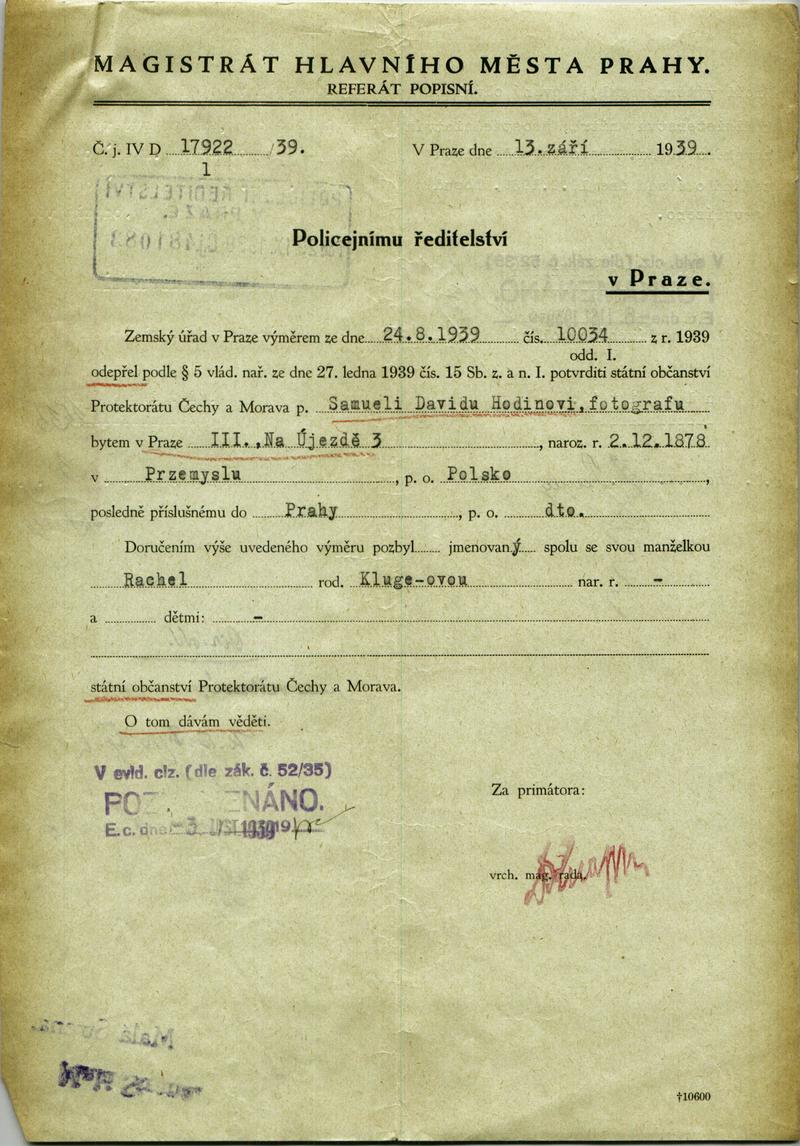 MAGISTRÁT HLAVNÍHO MĚSTA PRAHY.
REFERÁT POPISNÍ.
Č. j. IV D 17922/39.
1
V Praze dne 13. září 1939.
Policejnímu ředitelství
v Praze.
Zemský úřad v Praze výměrem ze dne 24.8.1939 čís. 10034 z r. 1939
odd. I.
odepřel podle § 5 vlád. nař. ze dne 27. ledna 1939 čís. 15 Sb. z. a n. I. potvrditi státní občanství
Protektorátu Čechy a Morava p. Samueli Davidu Hodinovi,fotografu
bytem v Praze III.,Na Újezdě 3, naroz. r. 2.12.1878
v Przemyslu, p. o. Polsko,
posledně příslušnému do Prahy, p. o. dto.
Doručením výše uvedeného výměru pozbyl jmenovaný spolu se svou manželkou
Rachel rod. Kluge-ovou nar. r. -
a dětmi: -
státní občanství Protektorátu Čechy a Morava.
O tom dávám věděti.
V evid. ciz. (dle zák. č. 52/35)
NÁNO.
E. c. dne 1939
Za primátora:
vrch. mag. rada.
Malá
†10600